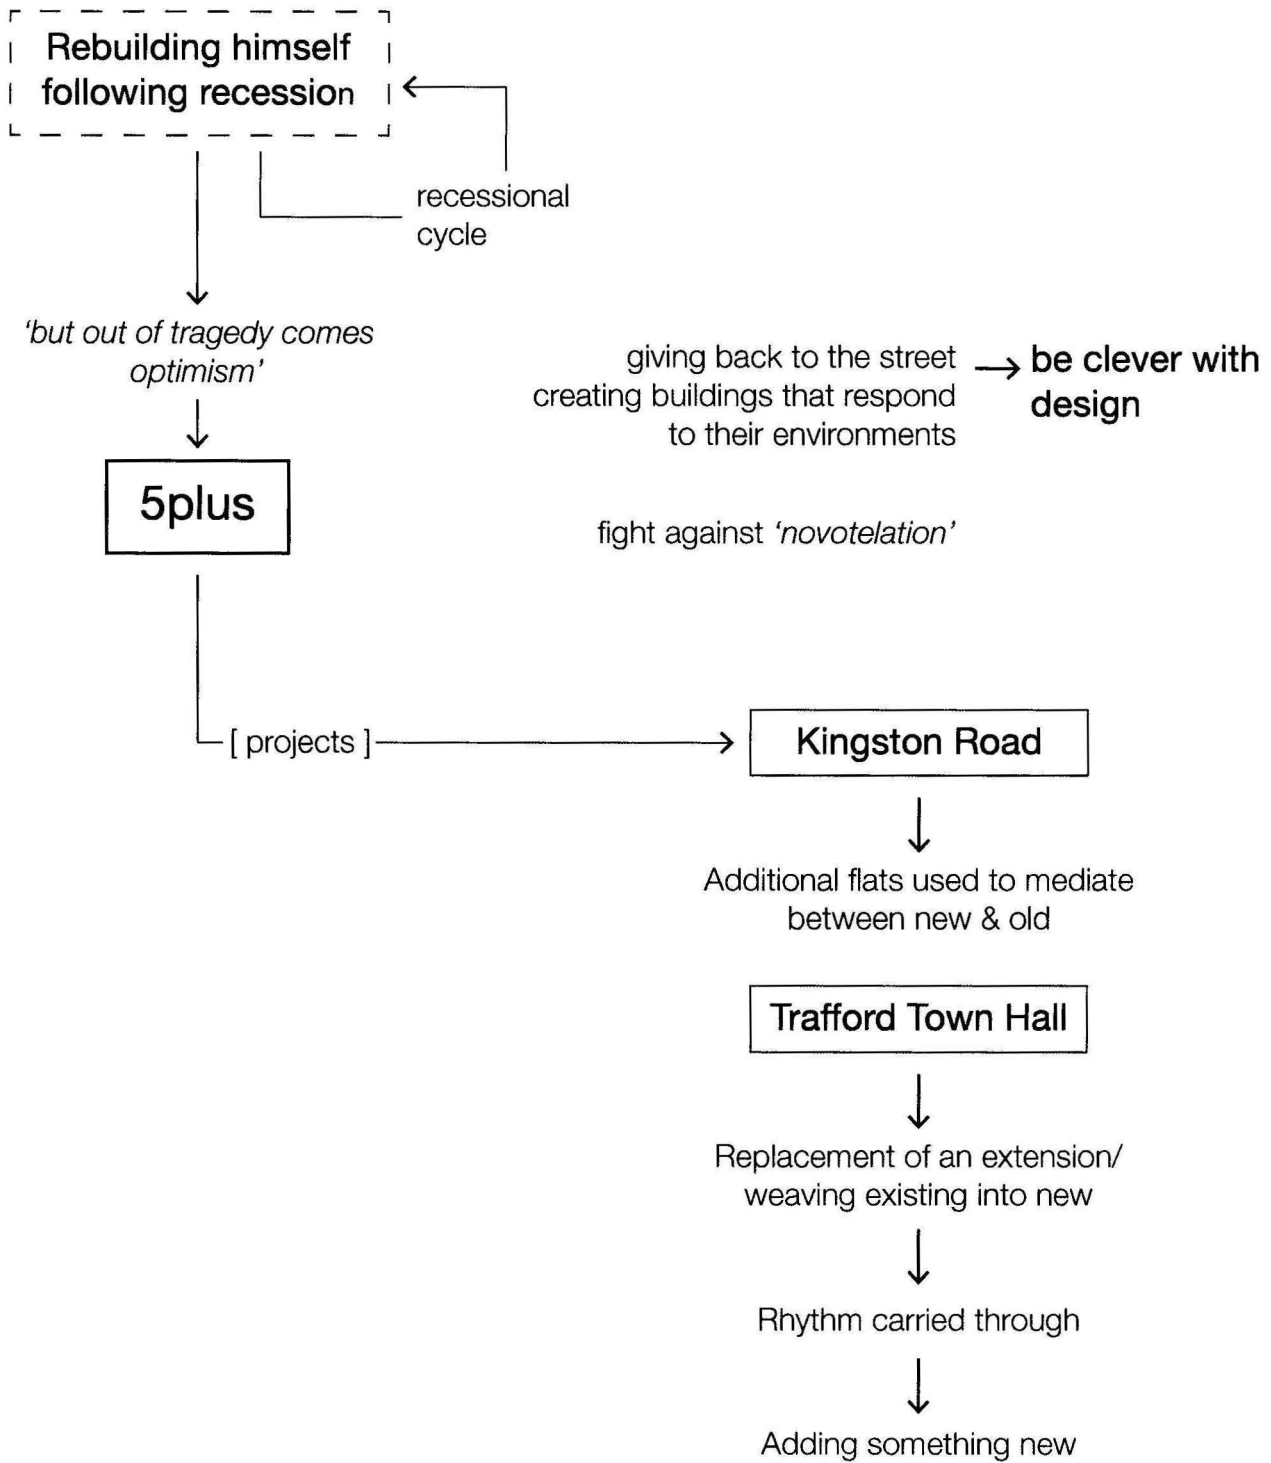 Rebuilding himself
following recession
recessional
cycle
'but out of tragedy comes
optimism'
giving back to the street
creating buildings that respond
to their environments
be clever with
design
5plus
fight against 'novotelation'
[ projects ]
Kingston Road
Additional flats used to mediate
between new & old
Trafford Town Hall
Replacement of an extension/
weaving existing into new
Rhythm carried through
Adding something new